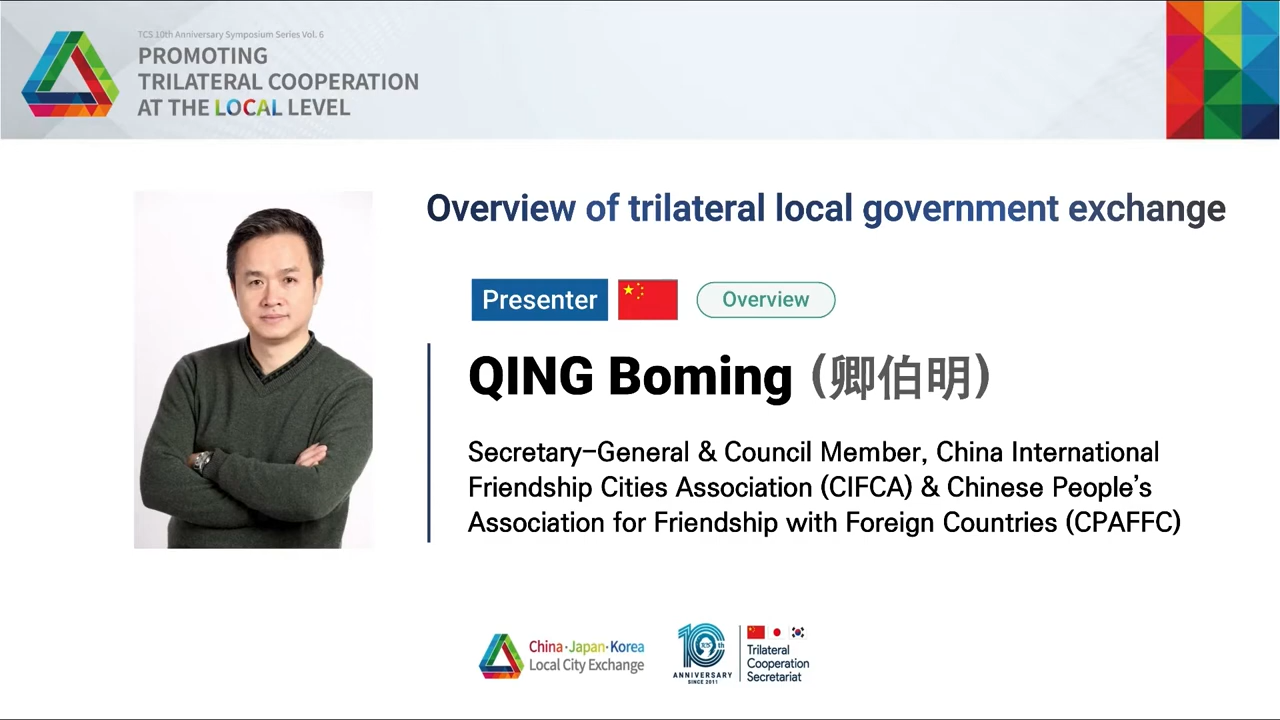 TCS 10th Anniversary Symposium Series Vol. 6
PROMOTING
TRILATERAL COOPERATION
AT THE LOCAL LEVEL
Overview of trilateral local government exchange
Presenter
Overview
QING Boming (卿伯明)
Secretary-General & Council Member, China International
Friendship Cities Association (CIFCA) & Chinese People's
Association for Friendship with Foreign Countries (CPAFFC)
China·Japan·Korea
Local City Exchange
10th
TCS
ANNIVERSARY
SINCE 2011
Trilateral
Cooperation
Secretariat